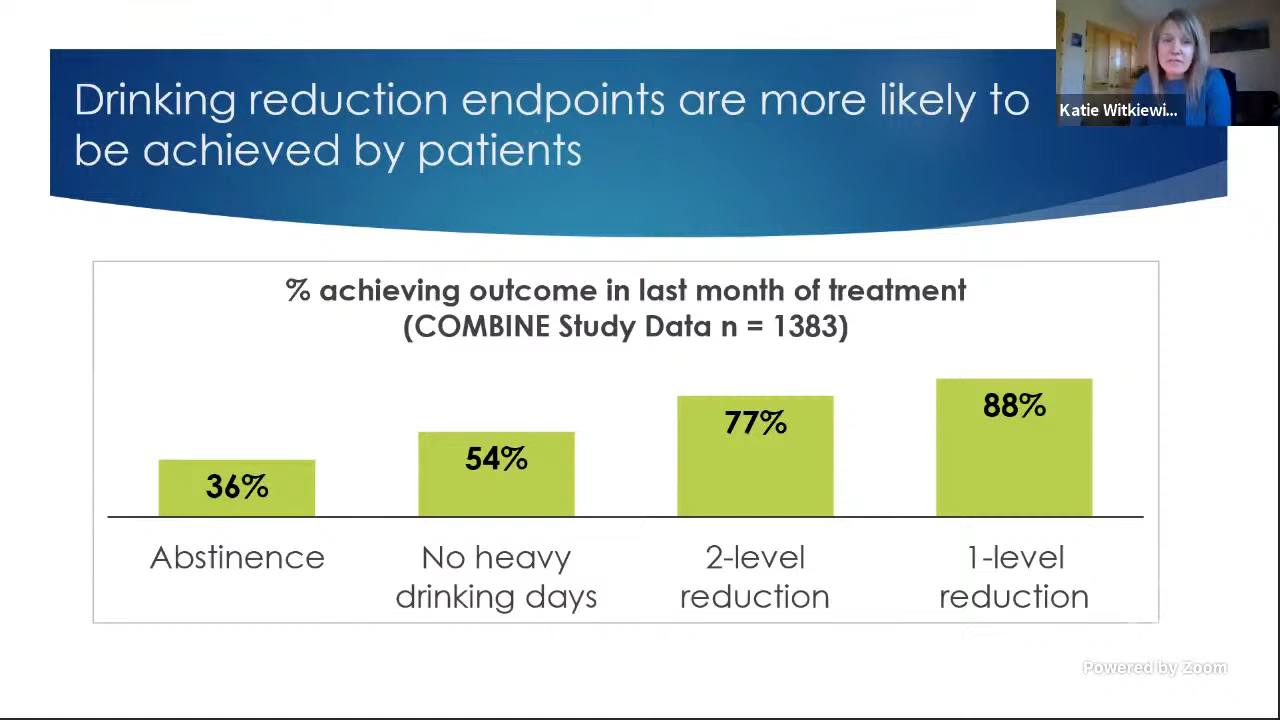 Drinking reduction endpoints are more likely to
be achieved by patients
Katie Witkiewi...
% achieving outcome in last month of treatment
(COMBINE Study Data n = 1383)
36%
54%
77%
88%
Abstinence
No heavy
drinking days
2-level
reduction
1-level
reduction
Powered by Zoom